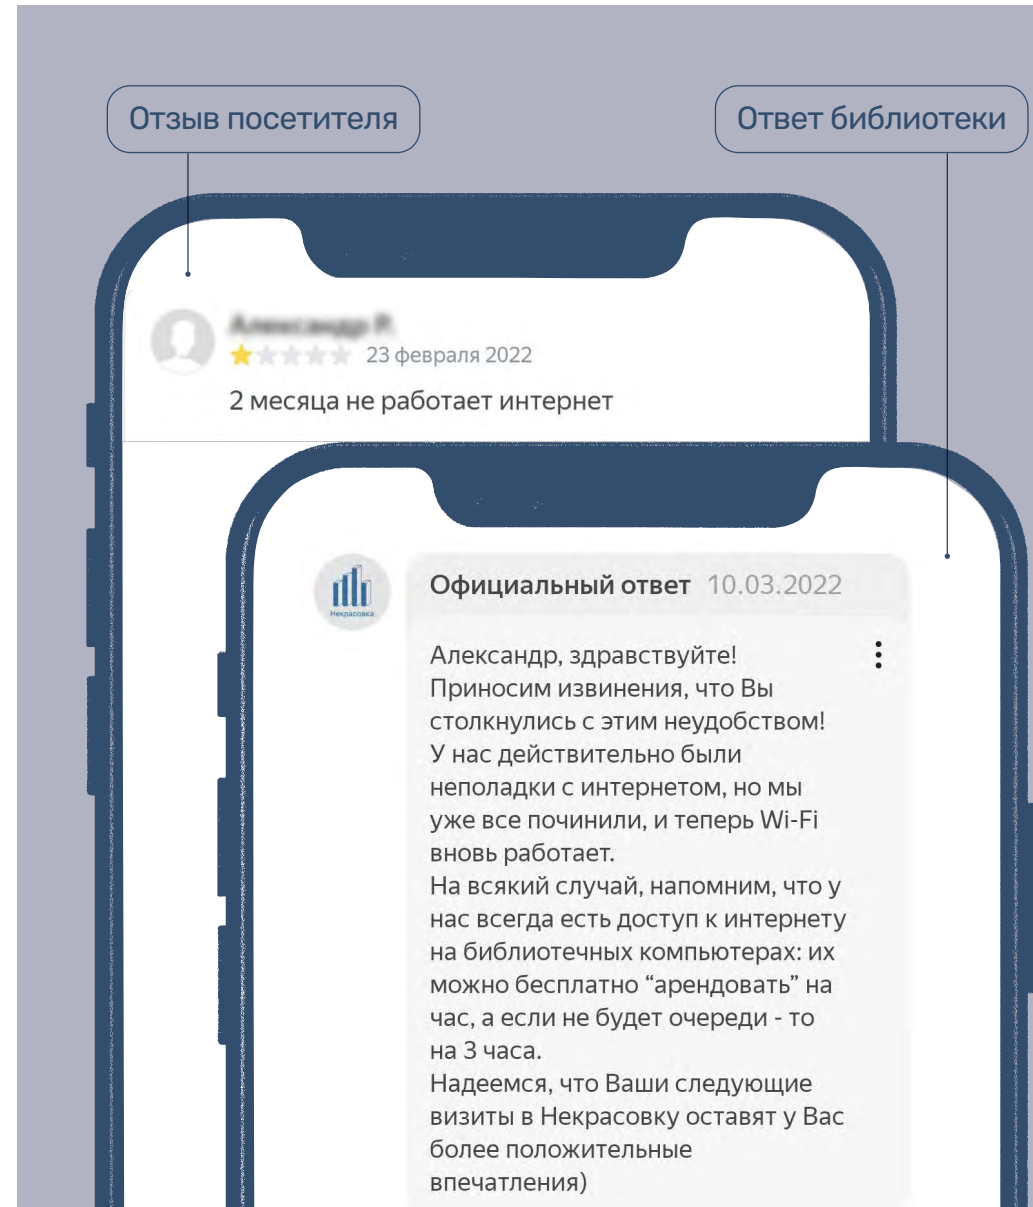 Отзыв посетителя
Ответ библиотеки
23 февраля 2022
2 месяца не работает интернет
Некрасовка
Официальный ответ 10.03.2022
Александр, здравствуйте!
Приносим извинения, что Вы
столкнулись с этим неудобством!
У нас действительно были
неполадки с интернетом, но мы
уже все починили, и теперь Wi-Fi
вновь работает.
На всякий случай, напомним, что у
нас всегда есть доступ к интернету
на библиотечных компьютерах: их
можно бесплатно “арендовать” на
час, а если не будет очереди - то
на 3 часа.
Надеемся, что Ваши следующие
визиты в Некрасовку оставят у Вас
более положительные
впечатления)